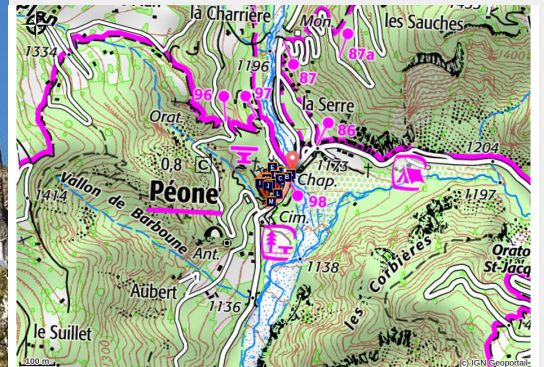 la Charrière
Mon.
les Sauches
1334
1196
87a
87
96
97
la Serre
Orat.
86
1204
0,8
C
1173
1414
Péone
Chap.
98
1197
Vallon de Barboune
Cim.
Ant.
1138
les Corbières
Orato
St-Jacq
Aubert
1136
le Suillet
100 m
(c) IGN Geoportail